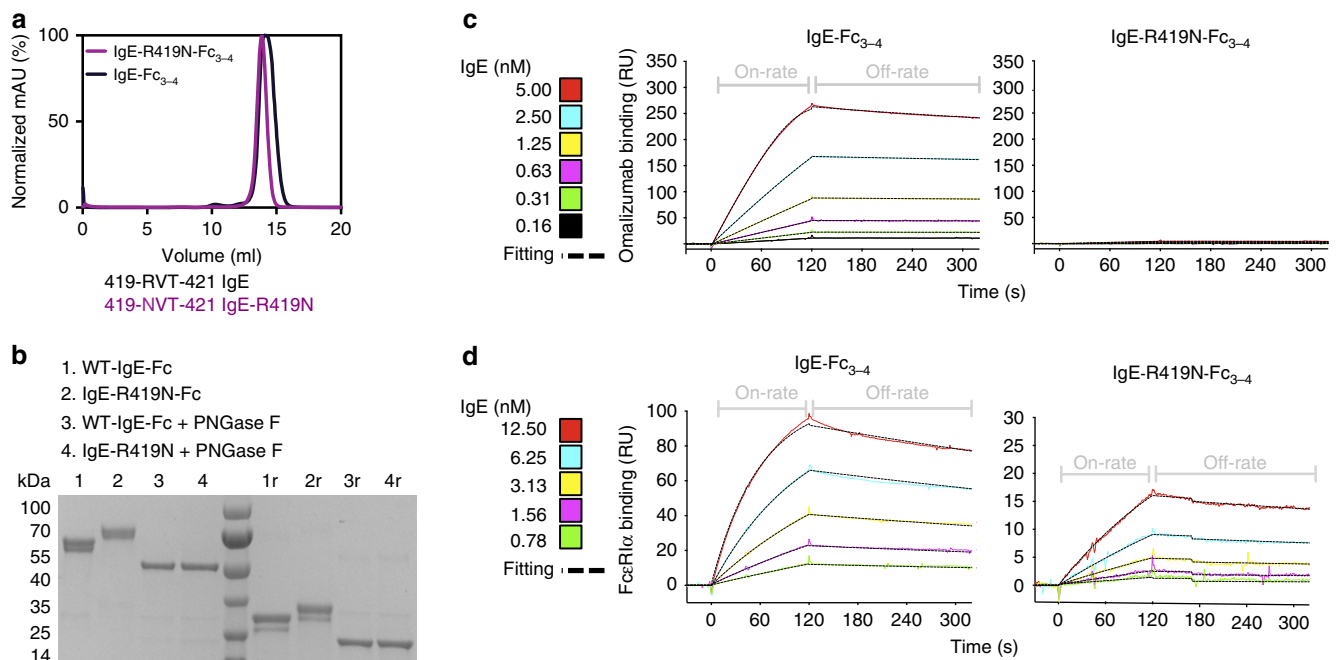 a
IgE-R419N-Fc3–4
IgE-Fc3–4
Normalized mAU (%)
100
50
0
0 5 10 15 20
Volume (ml)
419-RVT-421 IgE
419-NVT-421 IgE-R419N
b
1. WT-IgE-Fc
2. IgE-R419N-Fc
3. WT-IgE-Fc + PNGase F
4. IgE-R419N + PNGase F
kDa 1 2 3 4 1r 2r 3r 4r
100
70
55
40
35
25
14
c
IgE (nM)
5.00
2.50
1.25
0.63
0.31
0.16
Fitting
IgE-Fc3–4
On-rate Off-rate
Omalizumab binding (RU)
350
300
250
200
150
100
50
0 60 120 180 240 300
IgE-R419N-Fc3–4
350
300
250
200
150
100
50
0 60 120 180 240 300
Time (s)
d
IgE (nM)
12.50
6.25
3.13
1.56
0.78
Fitting
IgE-Fc3–4
On-rate Off-rate
FcεRIα binding (RU)
100
80
60
40
20
0
0 60 120 180 240 300
IgE-R419N-Fc3–4
On-rate Off-rate
30
25
20
15
10
5
0
0 60 120 180 240 300
Time (s)